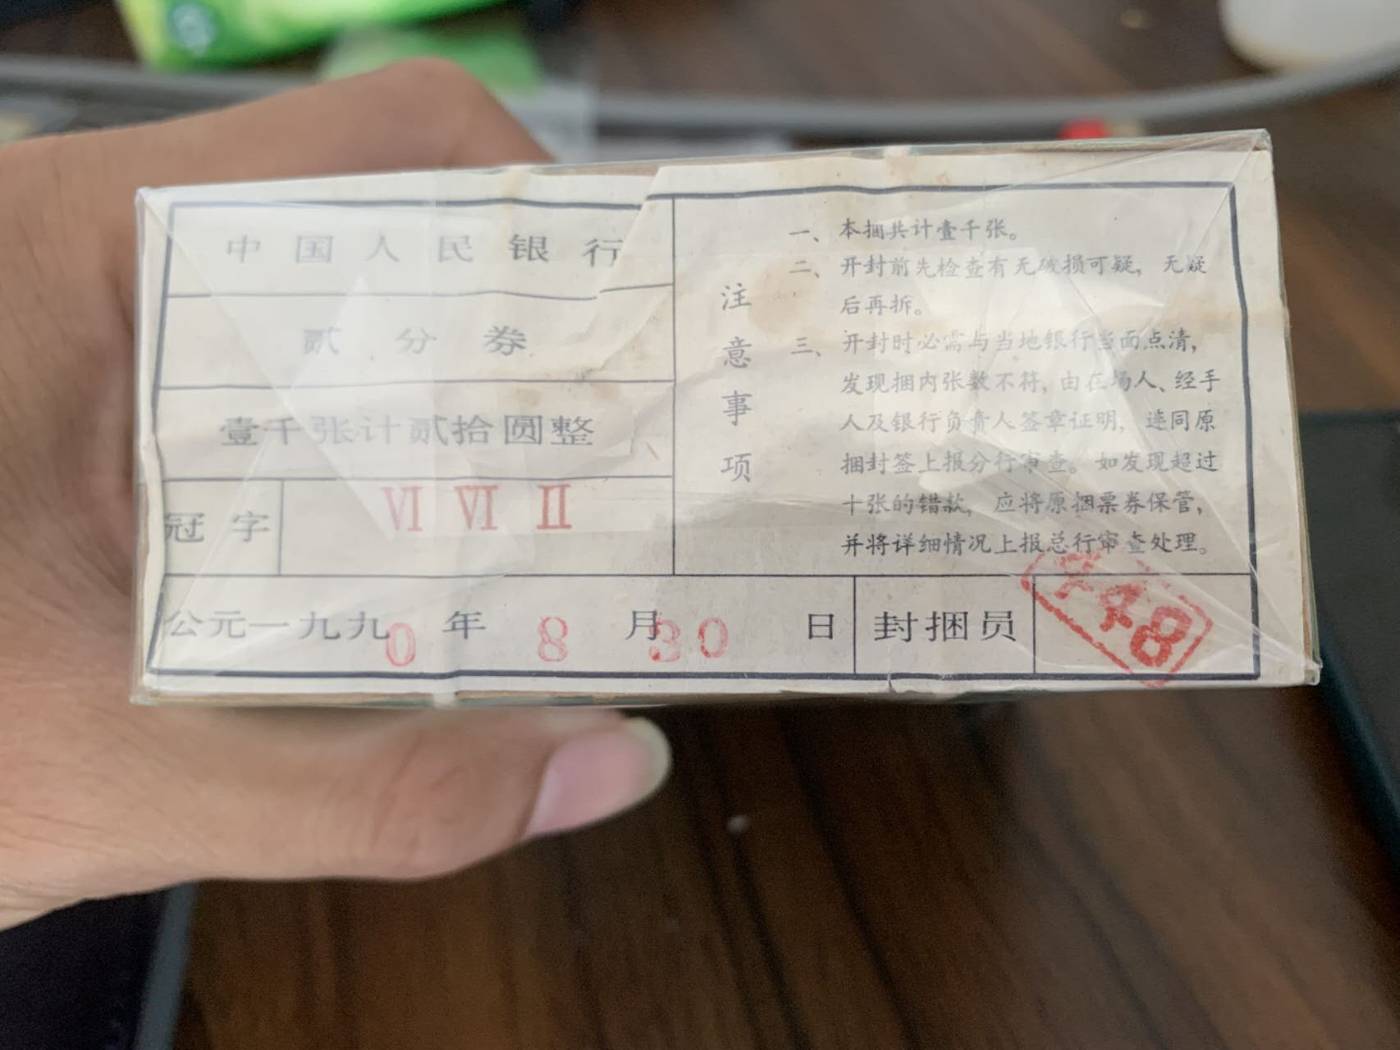 中国人民银行
贰分券
壹千张计贰拾圆整
冠字 VI VI II
注意事项
一、本捆共计壹千张。
二、开封前先检查有无破损可疑，无疑
后再拆。
三、开封时必需与当地银行当面点清，
发现捆内张数不符，由在场人、经手
人及银行负责人签章证明，连同原
捆封签上报分行审查。如发现超过
十张的错款，应将原捆票券保管，
并将详细情况上报总行审查处理。
公元一九九0年8月30日 封捆员 48